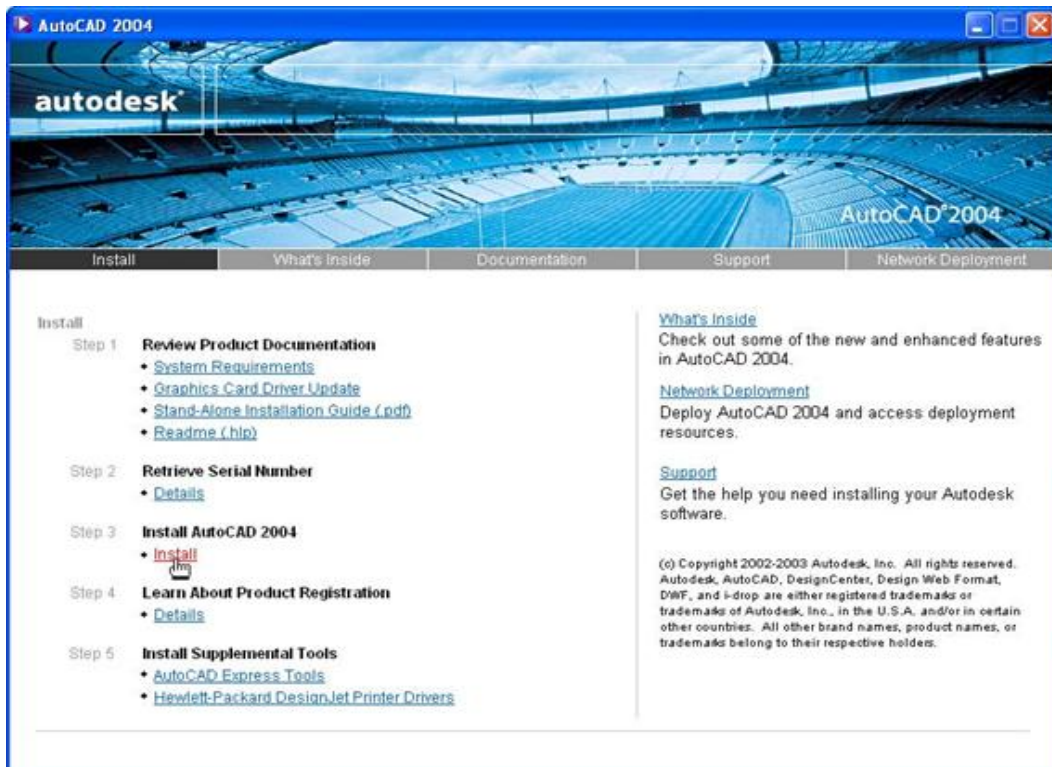 AutoCAD 2004
autodesk®
AutoCAD® 2004
Install
What's Inside
Documentation
Support
Network Deployment
Install
Step 1 Review Product Documentation
System Requirements
Graphics Card Driver Update
Stand-Alone Installation Guide (.pdf)
Readme (.hlp)
Step 2 Retrieve Serial Number
Details
Step 3 Install AutoCAD 2004
Install
Step 4 Learn About Product Registration
Details
Step 5 Install Supplemental Tools
AutoCAD Express Tools
Hewlett-Packard DesignJet Printer Drivers
What's Inside
Check out some of the new and enhanced features
in AutoCAD 2004.
Network Deployment
Deploy AutoCAD 2004 and access deployment
resources.
Support
Get the help you need installing your Autodesk
software.
(c) Copyright 2002-2003 Autodesk, Inc. All rights reserved.
Autodesk, AutoCAD, DesignCenter, Design Web Format,
DWF, and i-drop are either registered trademarks or
trademarks of Autodesk, Inc., in the U.S.A. and/or in certain
other countries. All other brand names, product names, or
trademarks belong to their respective holders.